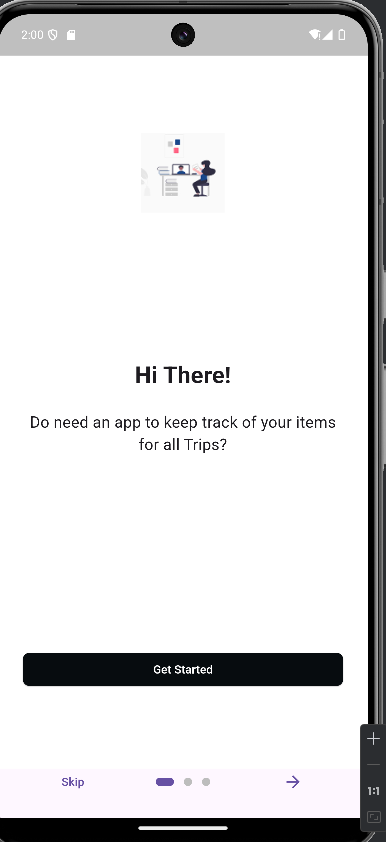 2:00
Hi There!
Do need an app to keep track of your items
for all Trips?
Get Started
Skip
1:1